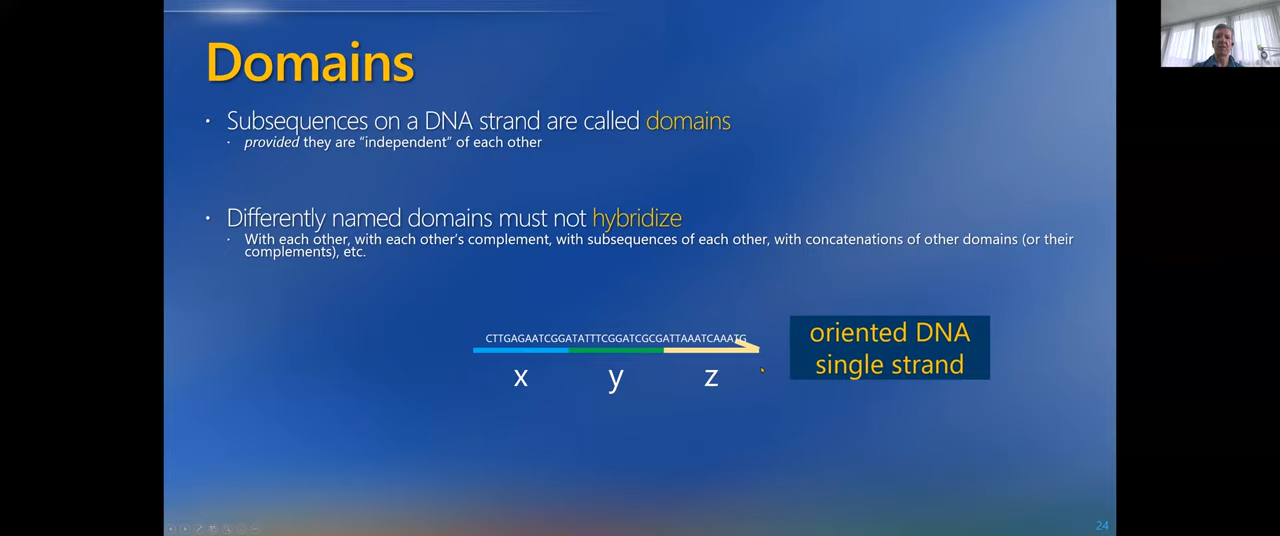 Domains
• Subsequences on a DNA strand are called domains
• provided they are “independent” of each other
• Differently named domains must not hybridize
• With each other, with each other’s complement, with subsequences of each other, with concatenations of other domains (or their
complements), etc.
CTTGAGAATCGGATATTTCGGATCGCGATTAAATCAAATG
x y z
oriented DNA
single strand
24